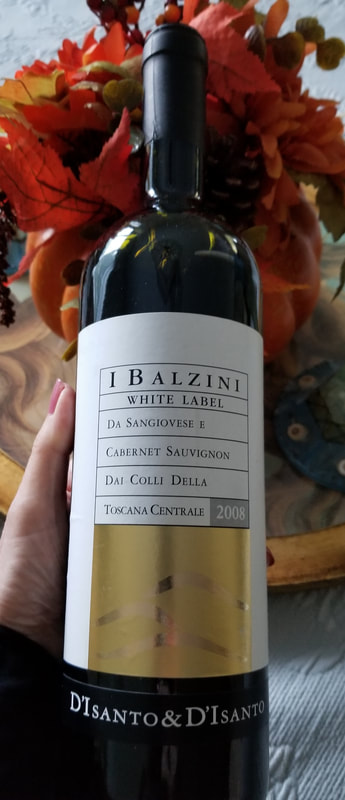 I BALZINI
WHITE LABEL
DA SANGIOVESE E
CABERNET SAUVIGNON
DAI COLLI DELLA
TOSCANA CENTRALE 2008
D'ISANTO&D'ISANTO